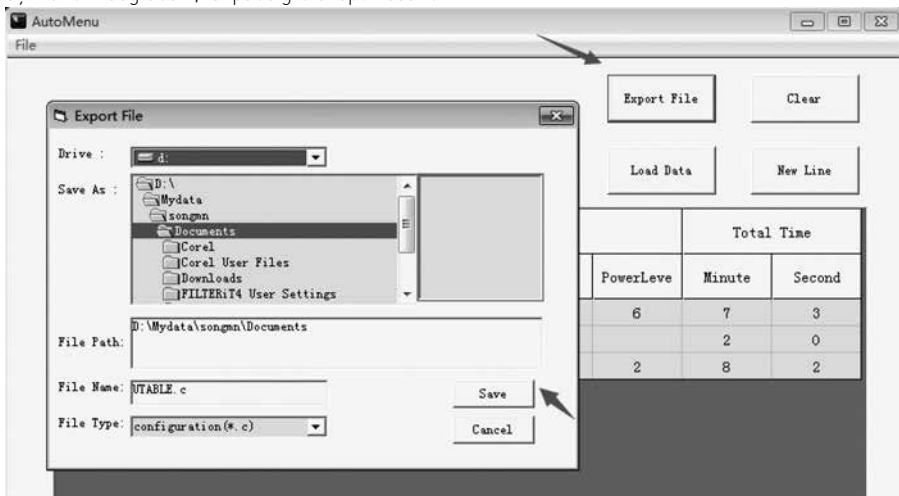 AutoMenu
File
Export File
Clear
Export File
Drive :
d:
Load Data
New Line
Save As :
D:\
Mydata
songmn
Documents
Corel
Corel User Files
Downloads
FILTERiT4 User Settings
Total Time
PowerLeve
Minute
Second
6
7
3
2
0
2
8
2
File Path:
D:\Mydata\songmn\Documents
File Name:
UTABLE.c
Save
File Type:
configuration(*.c)
Cancel